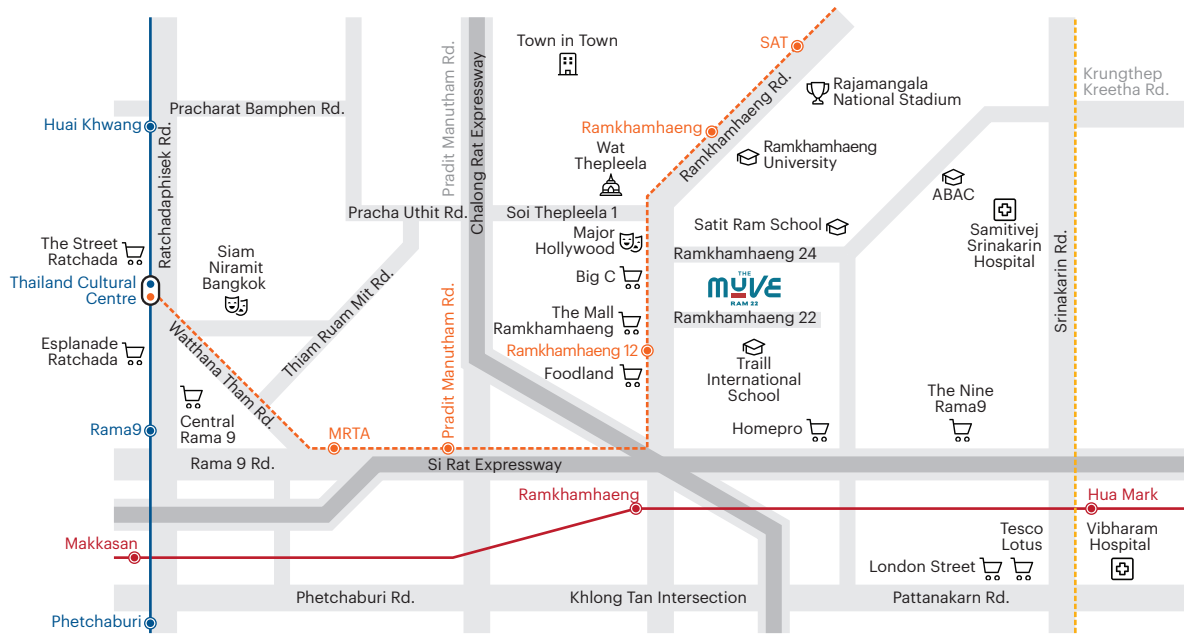 Town in Town
SAT
Krungthep
Kreetha Rd.
Rajamangala
National Stadium
Pracharat Bamphen Rd.
Huai Khwang
Ratchadaphisek Rd.
Pradit Manutham Rd.
Chalong Rat Expressway
Ramkhamhaeng
Ramkhamhaeng Rd.
Wat
Thepleela
Ramkhamhaeng
University
ABAC
Pracha Uthit Rd.
Soi Thepleela 1
Satit Ram School
Samitivej
Srinakarin
Hospital
Srinakarin Rd.
The Street
Ratchada
Siam
Niramit
Bangkok
Major
Hollywood
Ramkhamhaeng 24
Thailand Cultural
Centre
Big C
THE
MUVE
RAM 22
Thiam Ruam Mit Rd.
Pradit Manutham Rd.
The Mall
Ramkhamhaeng
Ramkhamhaeng 22
Esplanade
Ratchada
Watthana Tham Rd.
Ramkhamhaeng 12
Foodland
Traill
International
School
The Nine
Rama9
Central
Rama 9
Rama9
MRTA
Homepro
Rama 9 Rd.
Si Rat Expressway
Ramkhamhaeng
Hua Mark
Makkasan
Tesco
Lotus
Vibharam
Hospital
London Street
Phetchaburi Rd.
Khlong Tan Intersection
Pattanakarn Rd.
Phetchaburi